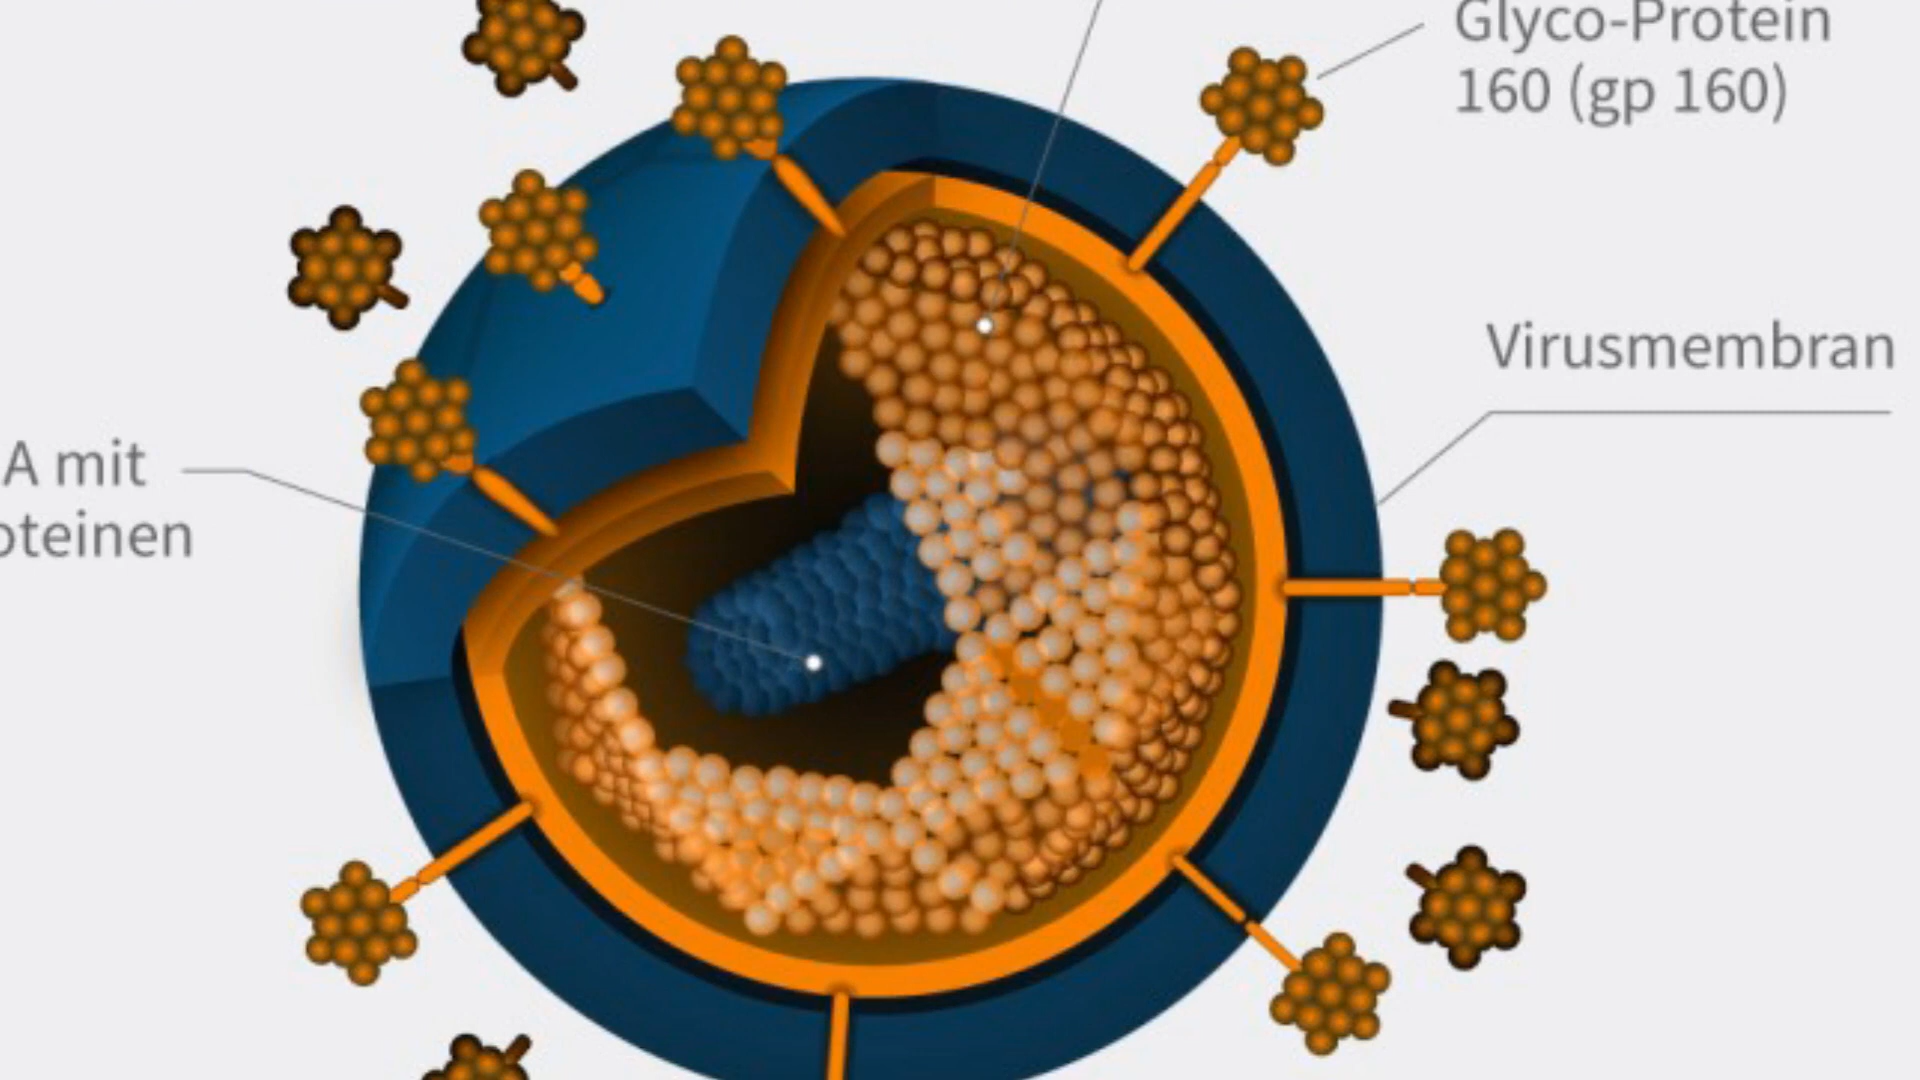 Glyco-Protein
160 (gp 160)
Virusmembran
A mit
oteinen